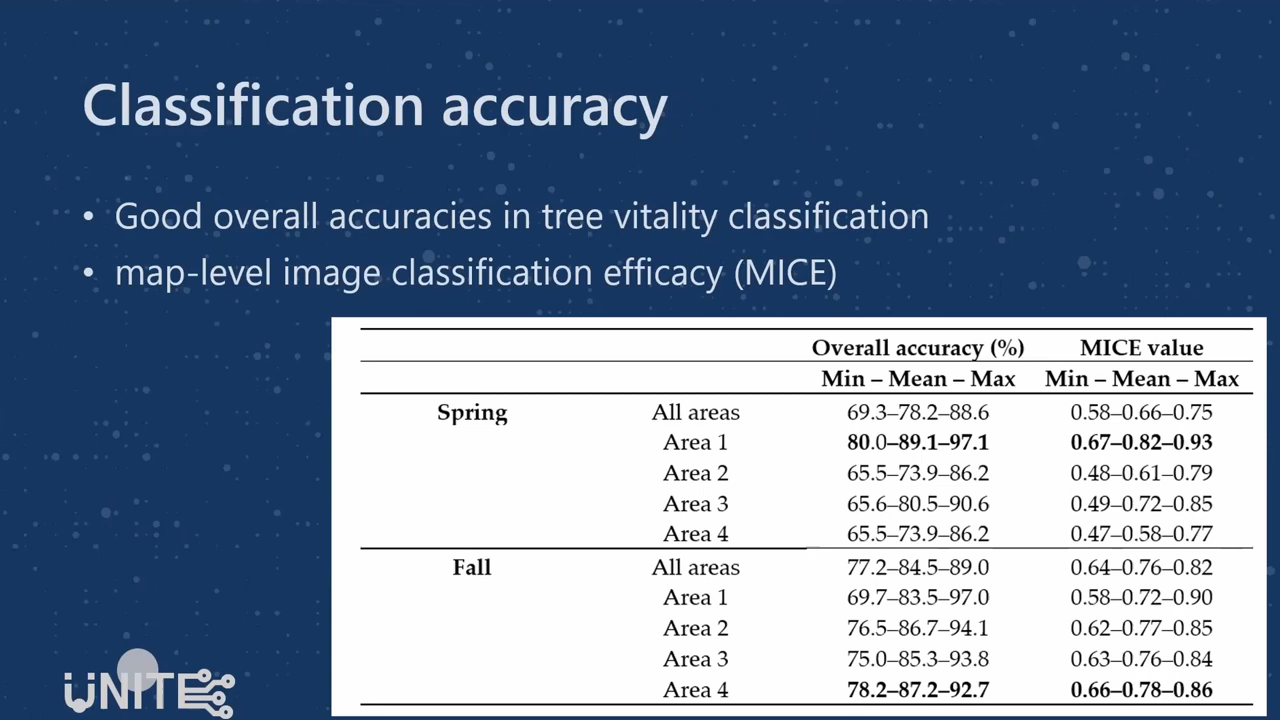 Classification accuracy
• Good overall accuracies in tree vitality classification
• map-level image classification efficacy (MICE)
Overall accuracy (%) MICE value
Min – Mean – Max Min – Mean – Max
Spring All areas 69.3–78.2–88.6 0.58–0.66–0.75
Area 1 80.0–89.1–97.1 0.67–0.82–0.93
Area 2 65.5–73.9–86.2 0.48–0.61–0.79
Area 3 65.6–80.5–90.6 0.49–0.72–0.85
Area 4 65.5–73.9–86.2 0.47–0.58–0.77
Fall All areas 77.2–84.5–89.0 0.64–0.76–0.82
Area 1 69.7–83.5–97.0 0.58–0.72–0.90
Area 2 76.5–86.7–94.1 0.62–0.77–0.85
Area 3 75.0–85.3–93.8 0.63–0.76–0.84
Area 4 78.2–87.2–92.7 0.66–0.78–0.86
UNITE